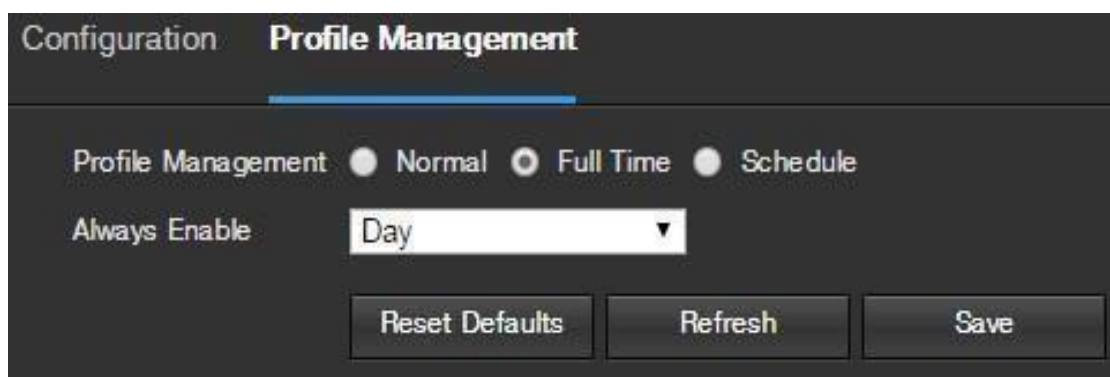 Configuration Profile Management
Profile Management Normal Full Time Schedule
Always Enable Day
Reset Defaults Refresh Save